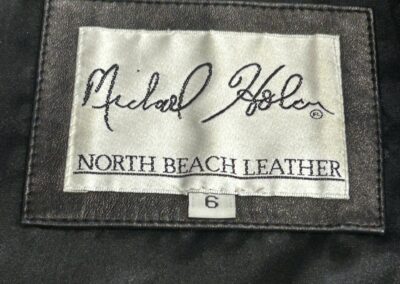 Michael Hoban ®
NORTH BEACH LEATHER
6